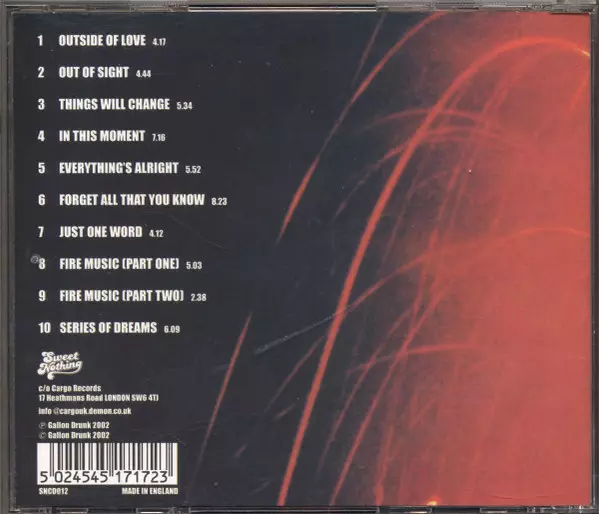 1 OUTSIDE OF LOVE 4.17
2 OUT OF SIGHT 4.44
3 THINGS WILL CHANGE 5.34
4 IN THIS MOMENT 7.16
5 EVERYTHING'S ALRIGHT 5.52
6 FORGET ALL THAT YOU KNOW 8.23
7 JUST ONE WORD 4.12
8 FIRE MUSIC (PART ONE) 5.03
9 FIRE MUSIC (PART TWO) 2.38
10 SERIES OF DREAMS 6.09
Sweet
Nothing
c/o Cargo Records
17 Heathmans Road LONDON SW6 4TJ
info @cargouk.demon.co.uk
℗ Gallon Drunk 2002
© Gallon Drunk 2002
5 024545 171723
SNCD012 MADE IN ENGLAND